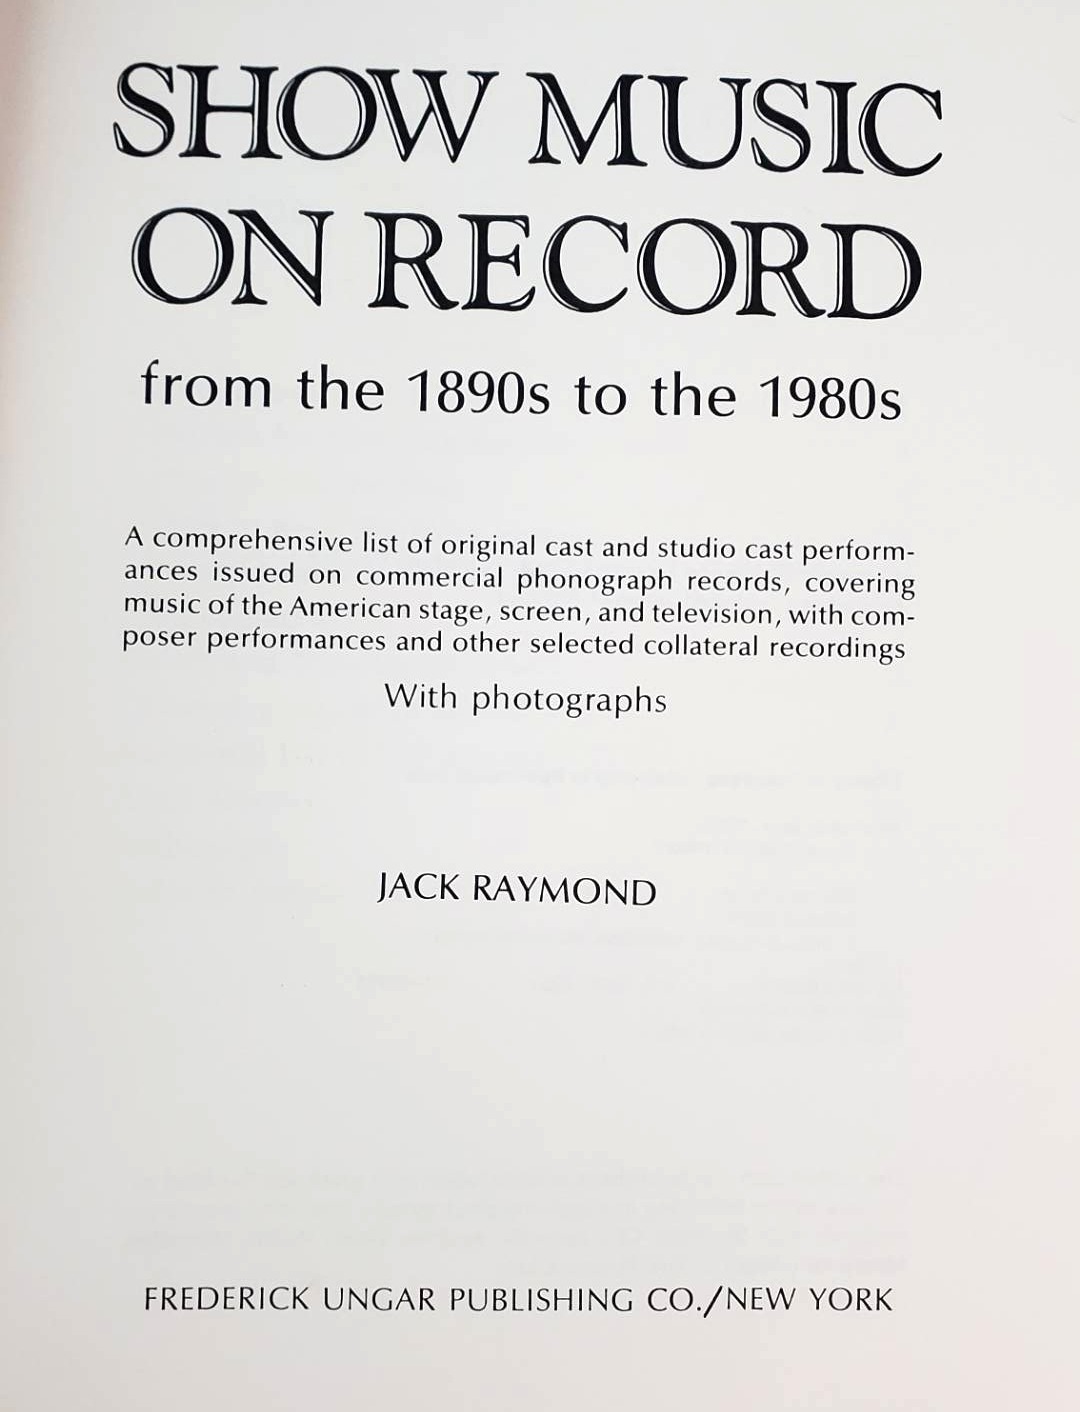 SHOW MUSIC
ON RECORD
from the 1890s to the 1980s
A comprehensive list of original cast and studio cast perform-
ances issued on commercial phonograph records, covering
music of the American stage, screen, and television, with com-
poser performances and other selected collateral recordings
With photographs
JACK RAYMOND
FREDERICK UNGAR PUBLISHING CO./NEW YORK